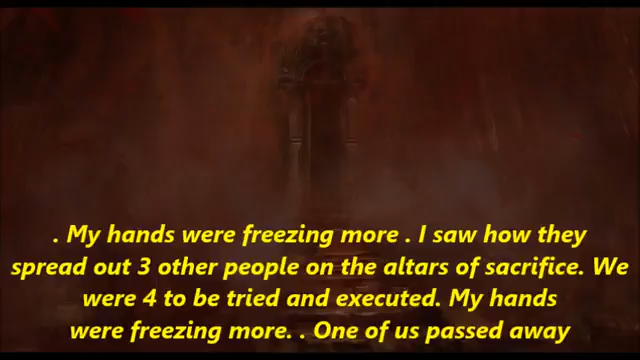 . My hands were freezing more . I saw how they
spread out 3 other people on the altars of sacrifice. We
were 4 to be tried and executed. My hands
were freezing more. . One of us passed away